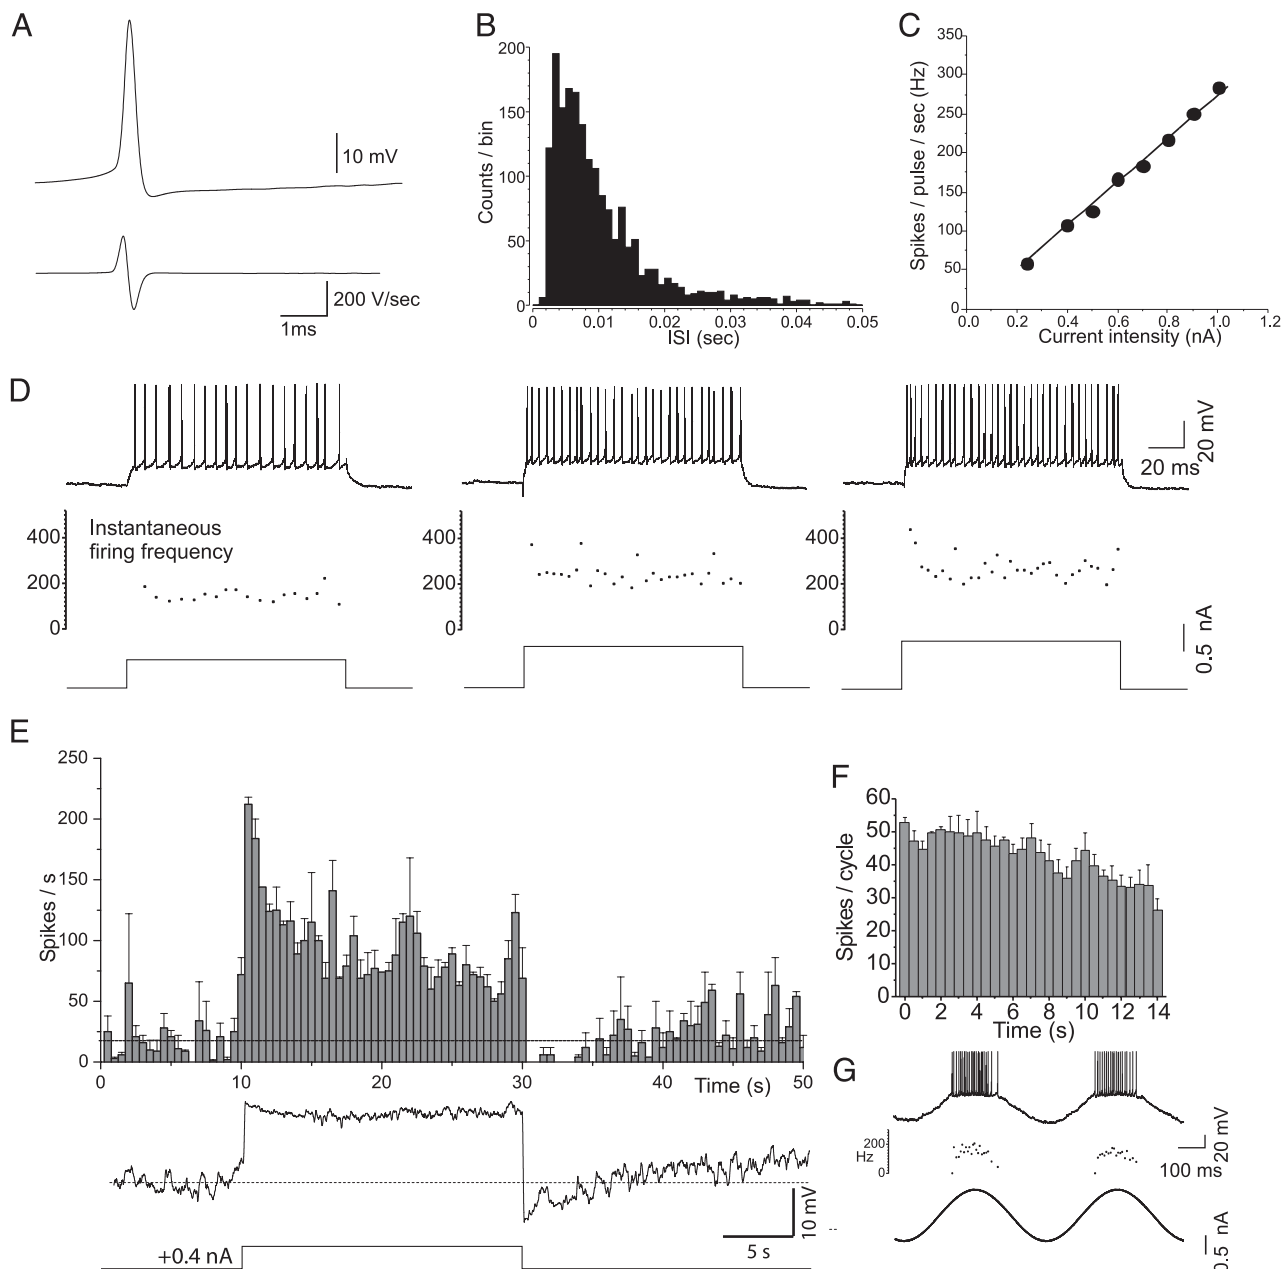 A
10 mV
200 V/sec
1ms
B
Counts / bin
200
150
100
50
0
0
0.01
0.02
0.03
0.04
0.05
ISI (sec)
C
Spikes / pulse / sec (Hz)
350
300
250
200
150
100
50
0
0.0
0.2
0.4
0.6
0.8
1.0
1.2
Current intensity (nA)
D
20 mV
20 ms
Instantaneous
firing frequency
400
200
0
400
200
0
400
200
0
0.5 nA
E
Spikes / s
250
200
150
100
50
0
0
10
20
30
40
50
Time (s)
10 mV
5 s
+0.4 nA
F
Spikes / cycle
60
50
40
30
20
10
0
0
2
4
6
8
10
12
14
Time (s)
G
20 mV
100 ms
200
Hz
0
0.5 nA